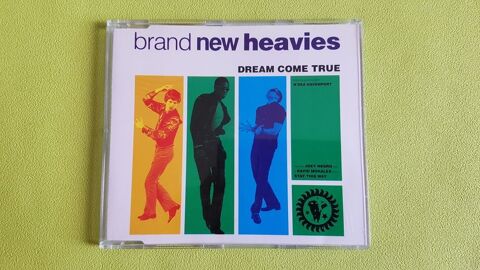 brand new heavies
DREAM COME TRUE
N'DEA DAVENPORT
JOEY NEGRO
DAVID MORALES
STAY THIS WAY